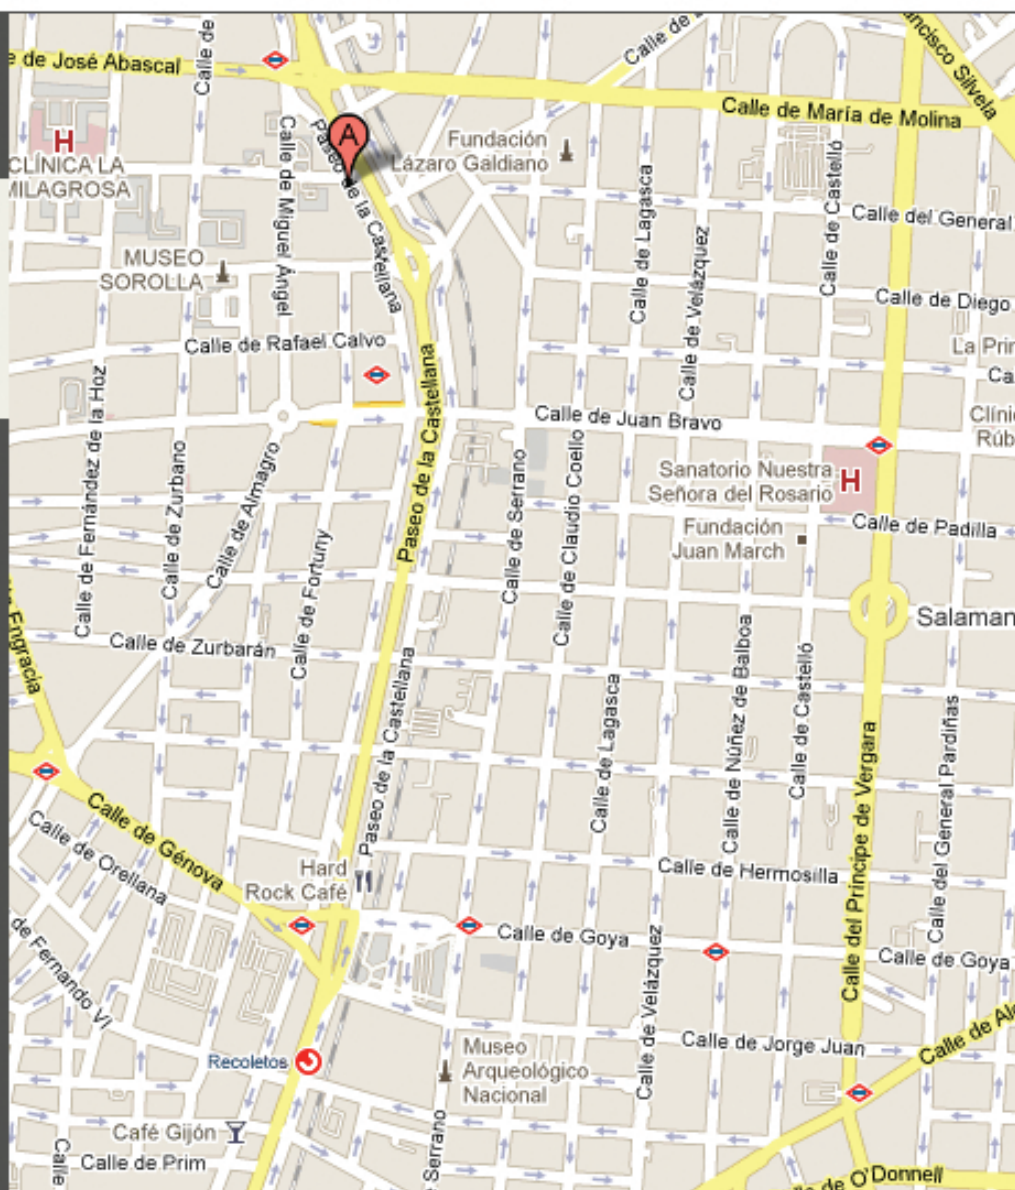 Calle de
ncisco Silvela
Calle de
e de José Abascal
Calle de María de Molina
A
Paseo de la Castellana
Calle de Miguel Ángel
H
CLÍNICA LA
MILAGROSA
Fundación
Lázaro Galdiano
Calle de Castelló
Calle de Lagasca
Calle del General
Calle de Velázquez
MUSEO
SOROLLA
Calle de Diego
Calle de Rafael Calvo
La Prin
Ca
Paseo de la Castellana
Calle de Fernández de la Hoz
Calle de Juan Bravo
Clínic
Rúb
Calle de Zurbano
Calle de Almagro
Calle de Serrano
Calle de Claudio Coello
Sanatorio Nuestra
Señora del Rosario
H
Calle de Padilla
Fundación
Juan March
Calle de Fortuny
Engracia
Salaman
Calle de Zurbarán
Calle de Núñez de Balboa
Calle de Castelló
Paseo de la Castellana
Calle de Lagasca
Calle del Príncipe de Vergara
Calle del General Pardiñas
Calle de Génova
Calle de Orellana
Hard
Rock Café
Calle de Hermosilla
de Fernando VI
Calle de Goya
Calle de Velázquez
Calle de Goya
Calle de Jorge Juan
Calle de Alc
Recoletos
Museo
Arqueológico
Nacional
Café Gijón
Calle de Prim
Calle
Serrano
lle de O'Donnell